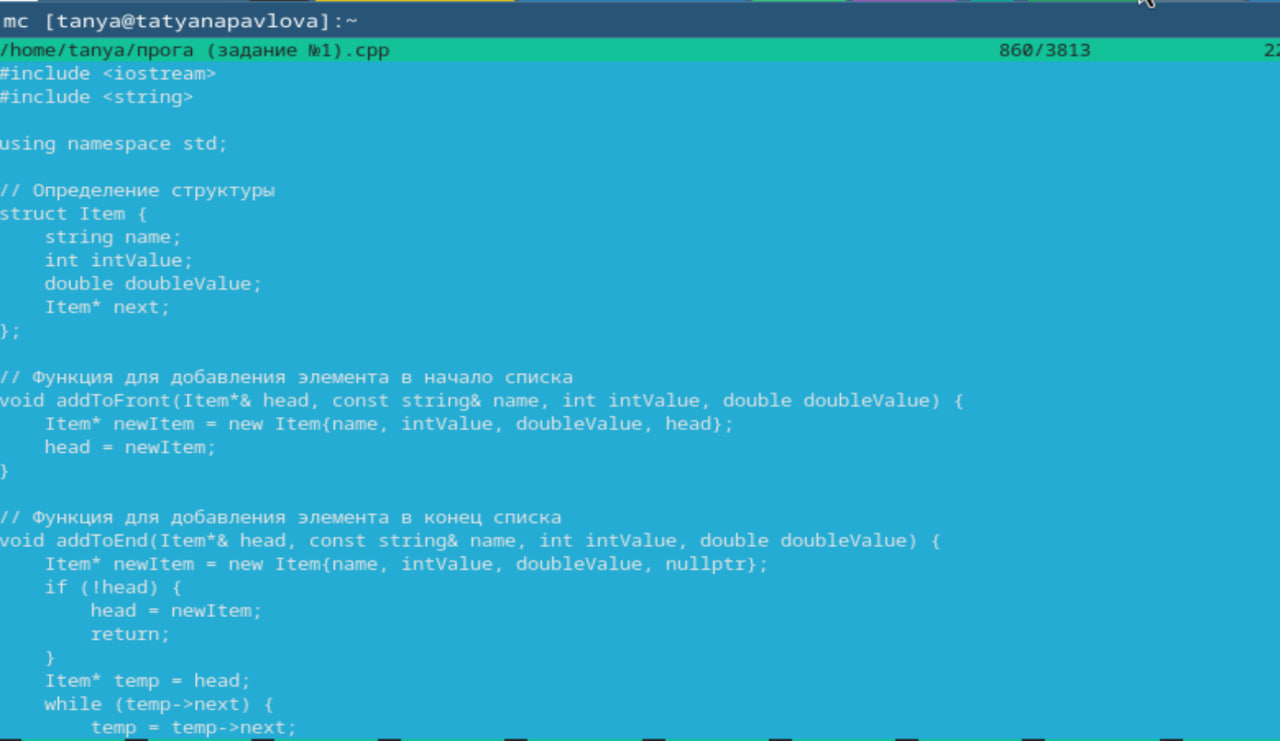 mc [tanya@tatyanapavlova]:~
/home/tanya/прога (задание №1).cpp 860/3813 22
#include <iostream>
#include <string>
using namespace std;
// Определение структуры
struct Item {
    string name;
    int intValue;
    double doubleValue;
    Item* next;
};
// Функция для добавления элемента в начало списка
void addToFront(Item*& head, const string& name, int intValue, double doubleValue) {
    Item* newItem = new Item{name, intValue, doubleValue, head};
    head = newItem;
}
// Функция для добавления элемента в конец списка
void addToEnd(Item*& head, const string& name, int intValue, double doubleValue) {
    Item* newItem = new Item{name, intValue, doubleValue, nullptr};
    if (!head) {
        head = newItem;
        return;
    }
    Item* temp = head;
    while (temp->next) {
        temp = temp->next;